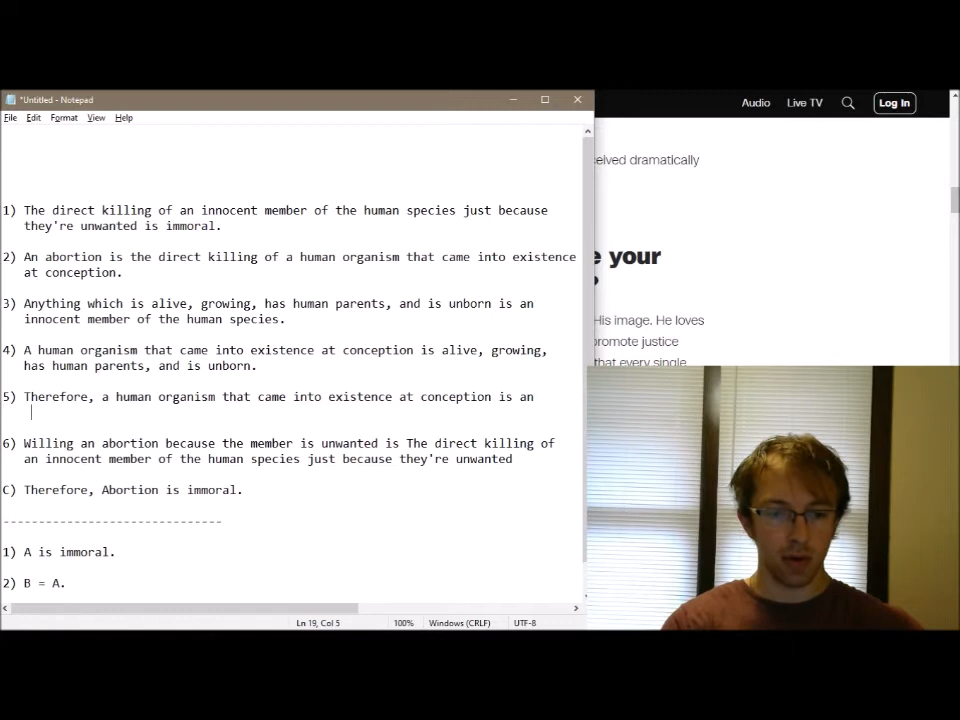 *Untitled - Notepad
File Edit Format View Help
1) The direct killing of an innocent member of the human species just because
they're unwanted is immoral.
2) An abortion is the direct killing of a human organism that came into existence
at conception.
3) Anything which is alive, growing, has human parents, and is unborn is an
innocent member of the human species.
4) A human organism that came into existence at conception is alive, growing,
has human parents, and is unborn.
5) Therefore, a human organism that came into existence at conception is an
6) Willing an abortion because the member is unwanted is The direct killing of
an innocent member of the human species just because they're unwanted
C) Therefore, Abortion is immoral.
------------------------------
1) A is immoral.
2) B = A.
Ln 19, Col 5 100% Windows (CRLF) UTF-8
Audio Live TV Log In
dramatically
your
His image. He loves
promote justice
that every single